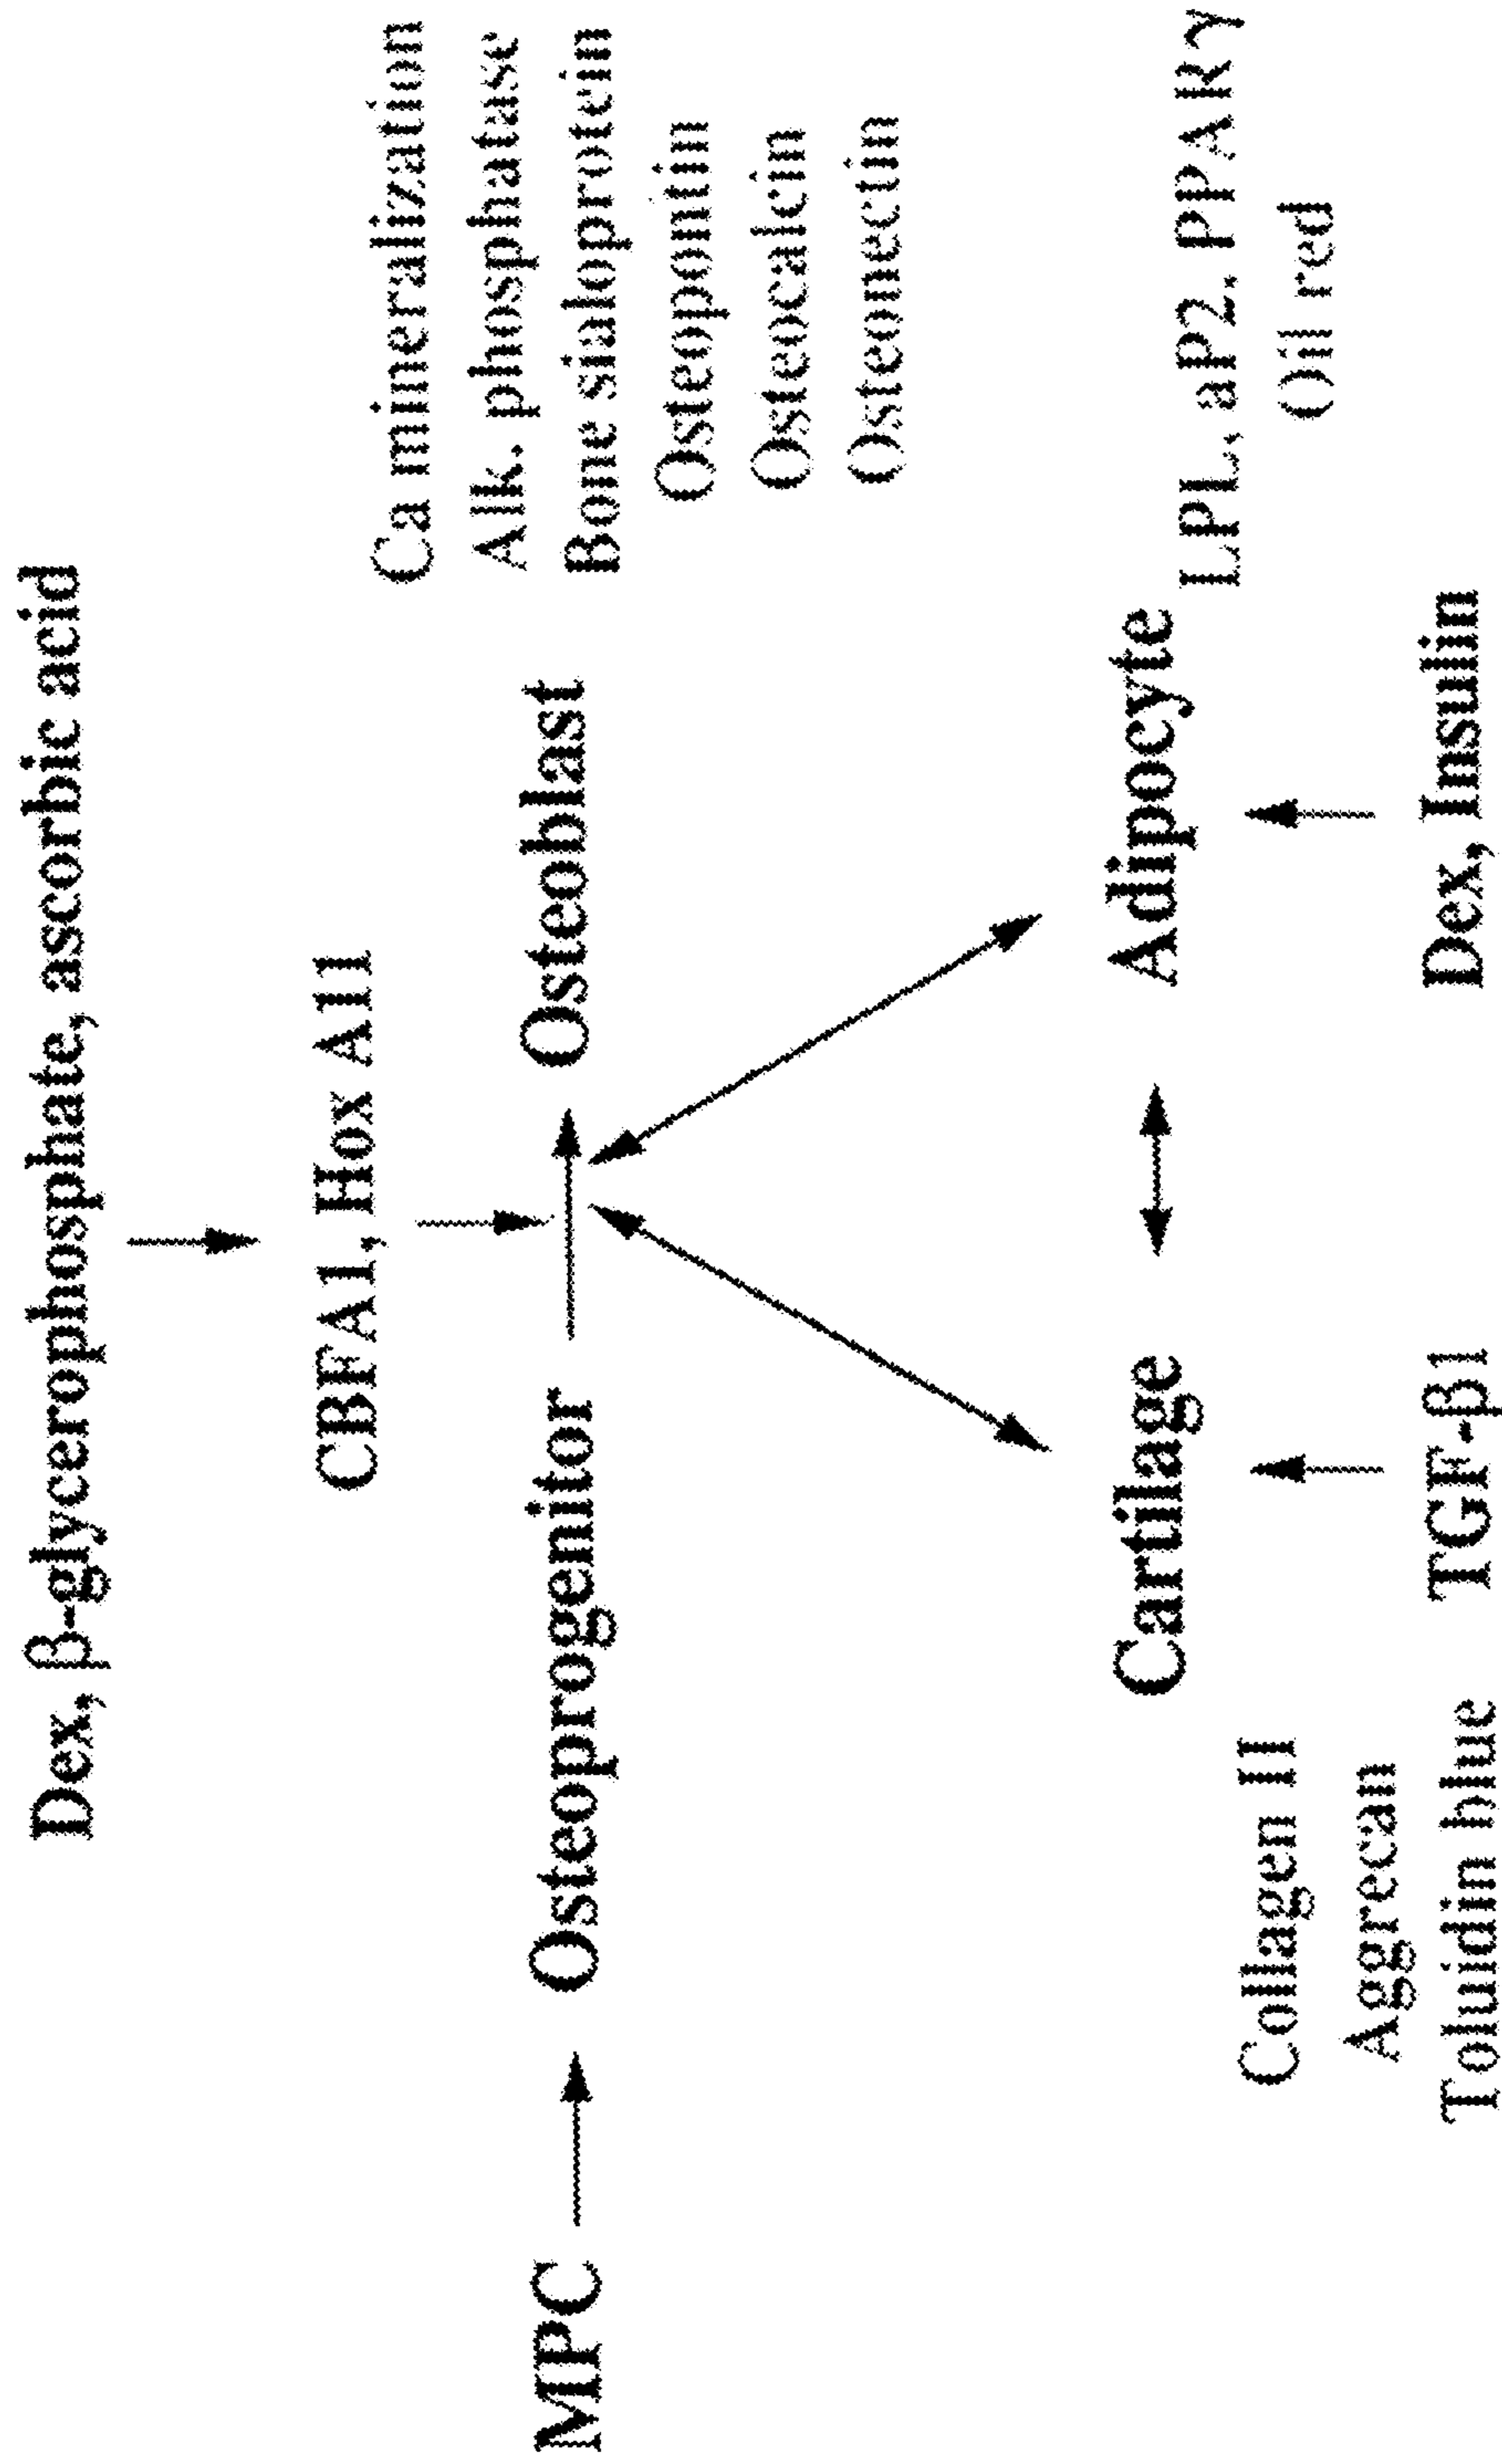 Dex, β-glycerophosphate, ascorbic acid
CBFA1, Hox A11
MPC
Osteoprogenitor
Osteoblast
Ca mineralization
Alk. phosphatase
Bone sialoprotein
Osteopontin
Osteocalcin
Osteonectin
Cartilage
Adipocyte
LPL, aP2, PPARγ
Oil red
Collagen II
Aggrecan
Toluidin blue
TGF-β1
Dex, Insulin